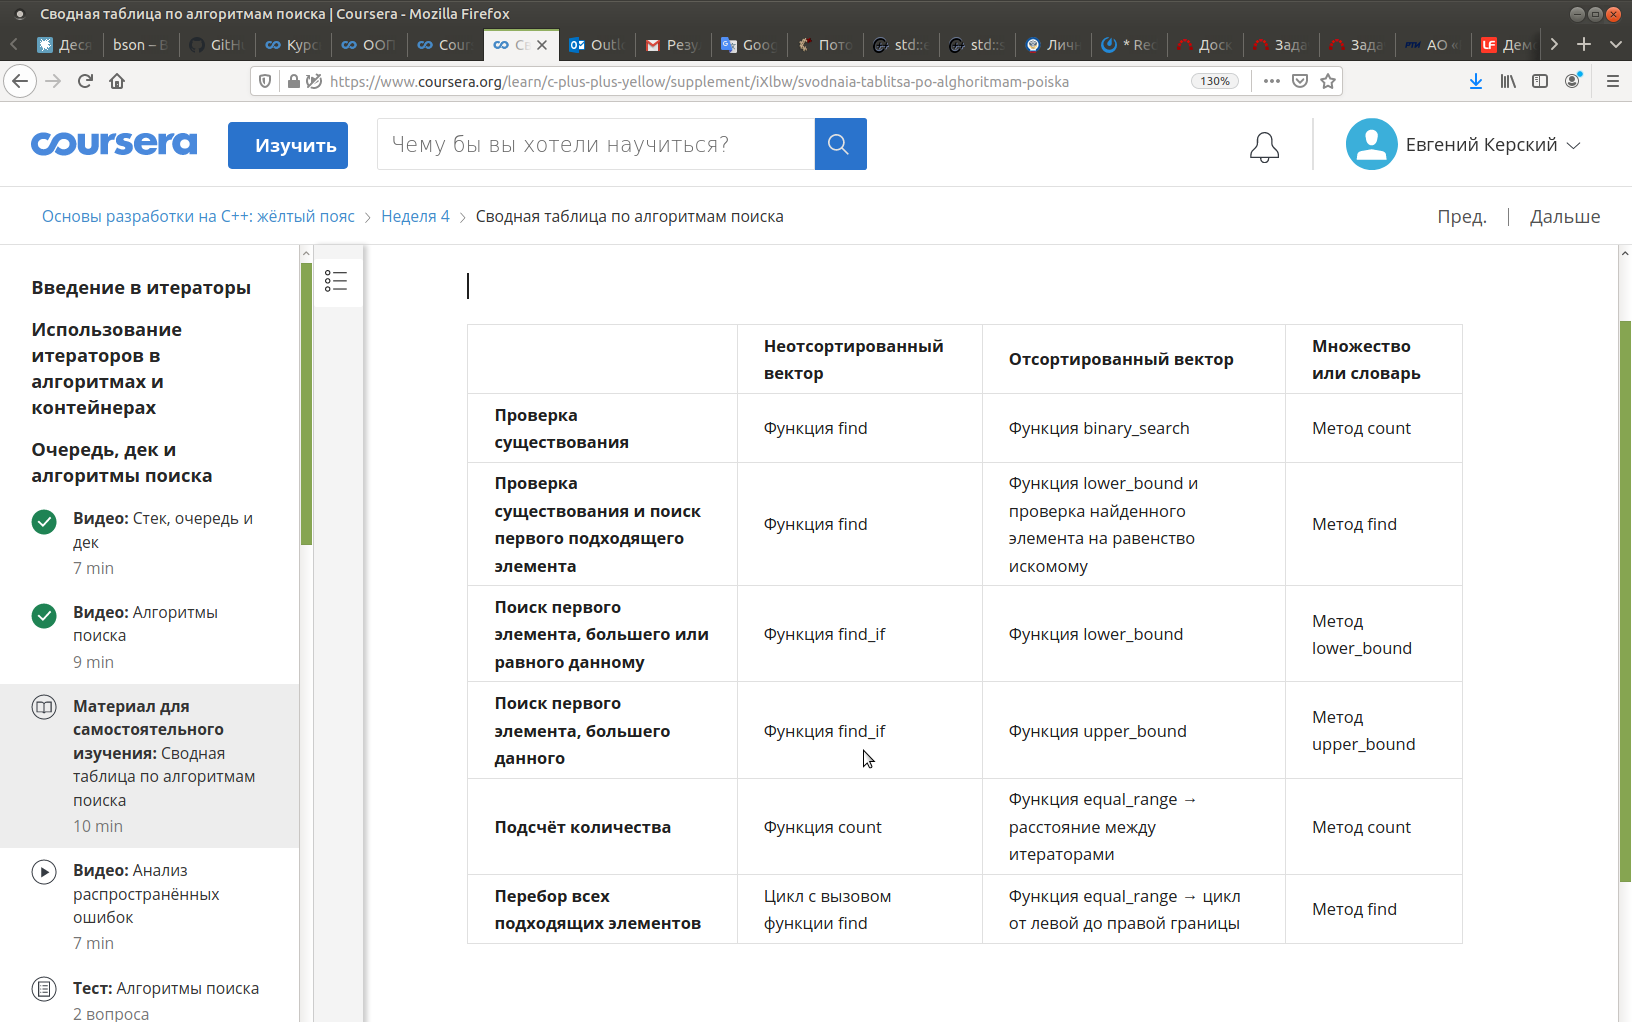 Сводная таблица по алгоритмам поиска | Coursera - Mozilla Firefox
Деся
bson – B
GitH
Курс
ООП
Cour
Св
Outl
Резу
Goog
Пото
std::e
std::s
Личн
* Rec
Доск
Зада
Зада
АО «
Дем
https://www.coursera.org/learn/c-plus-plus-yellow/supplement/iXlbw/svodnaia-tablitsa-po-alghoritmam-poiska
130%
coursera
Изучить
Чему бы вы хотели научиться?
Евгений Керский
Основы разработки на C++: жёлтый пояс > Неделя 4 > Сводная таблица по алгоритмам поиска
Пред. | Дальше
Введение в итераторы
Использование
итераторов в
алгоритмах и
контейнерах
Очередь, дек и
алгоритмы поиска
Видео: Стек, очередь и
дек
7 min
Видео: Алгоритмы
поиска
9 min
Материал для
самостоятельного
изучения: Сводная
таблица по алгоритмам
поиска
10 min
Видео: Анализ
распространённых
ошибок
7 min
Тест: Алгоритмы поиска
2 вопроса
Неотсортированный
вектор
Отсортированный вектор
Множество
или словарь
Проверка
существования
Функция find
Функция binary_search
Метод count
Проверка
существования и поиск
первого подходящего
элемента
Функция find
Функция lower_bound и
проверка найденного
элемента на равенство
искомому
Метод find
Поиск первого
элемента, большего или
равного данному
Функция find_if
Функция lower_bound
Метод
lower_bound
Поиск первого
элемента, большего
данного
Функция find_if
Функция upper_bound
Метод
upper_bound
Подсчёт количества
Функция count
Функция equal_range →
расстояние между
итераторами
Метод count
Перебор всех
подходящих элементов
Цикл с вызовом
функции find
Функция equal_range → цикл
от левой до правой границы
Метод find